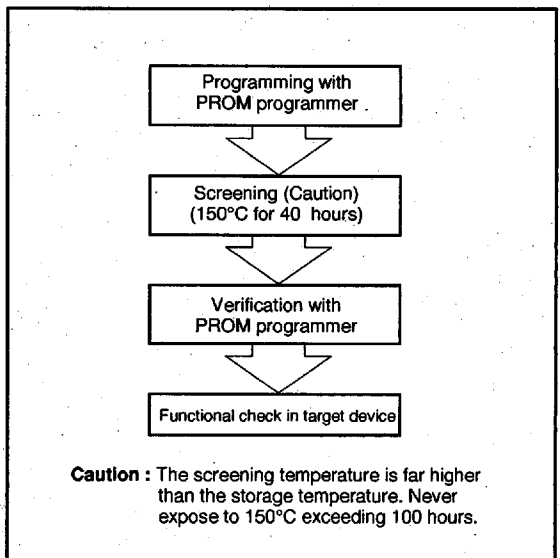 Programming with
PROM programmer
Screening (Caution)
(150°C for 40 hours)
Verification with
PROM programmer
Functional check in target device
Caution : The screening temperature is far higher
than the storage temperature. Never
expose to 150°C exceeding 100 hours.